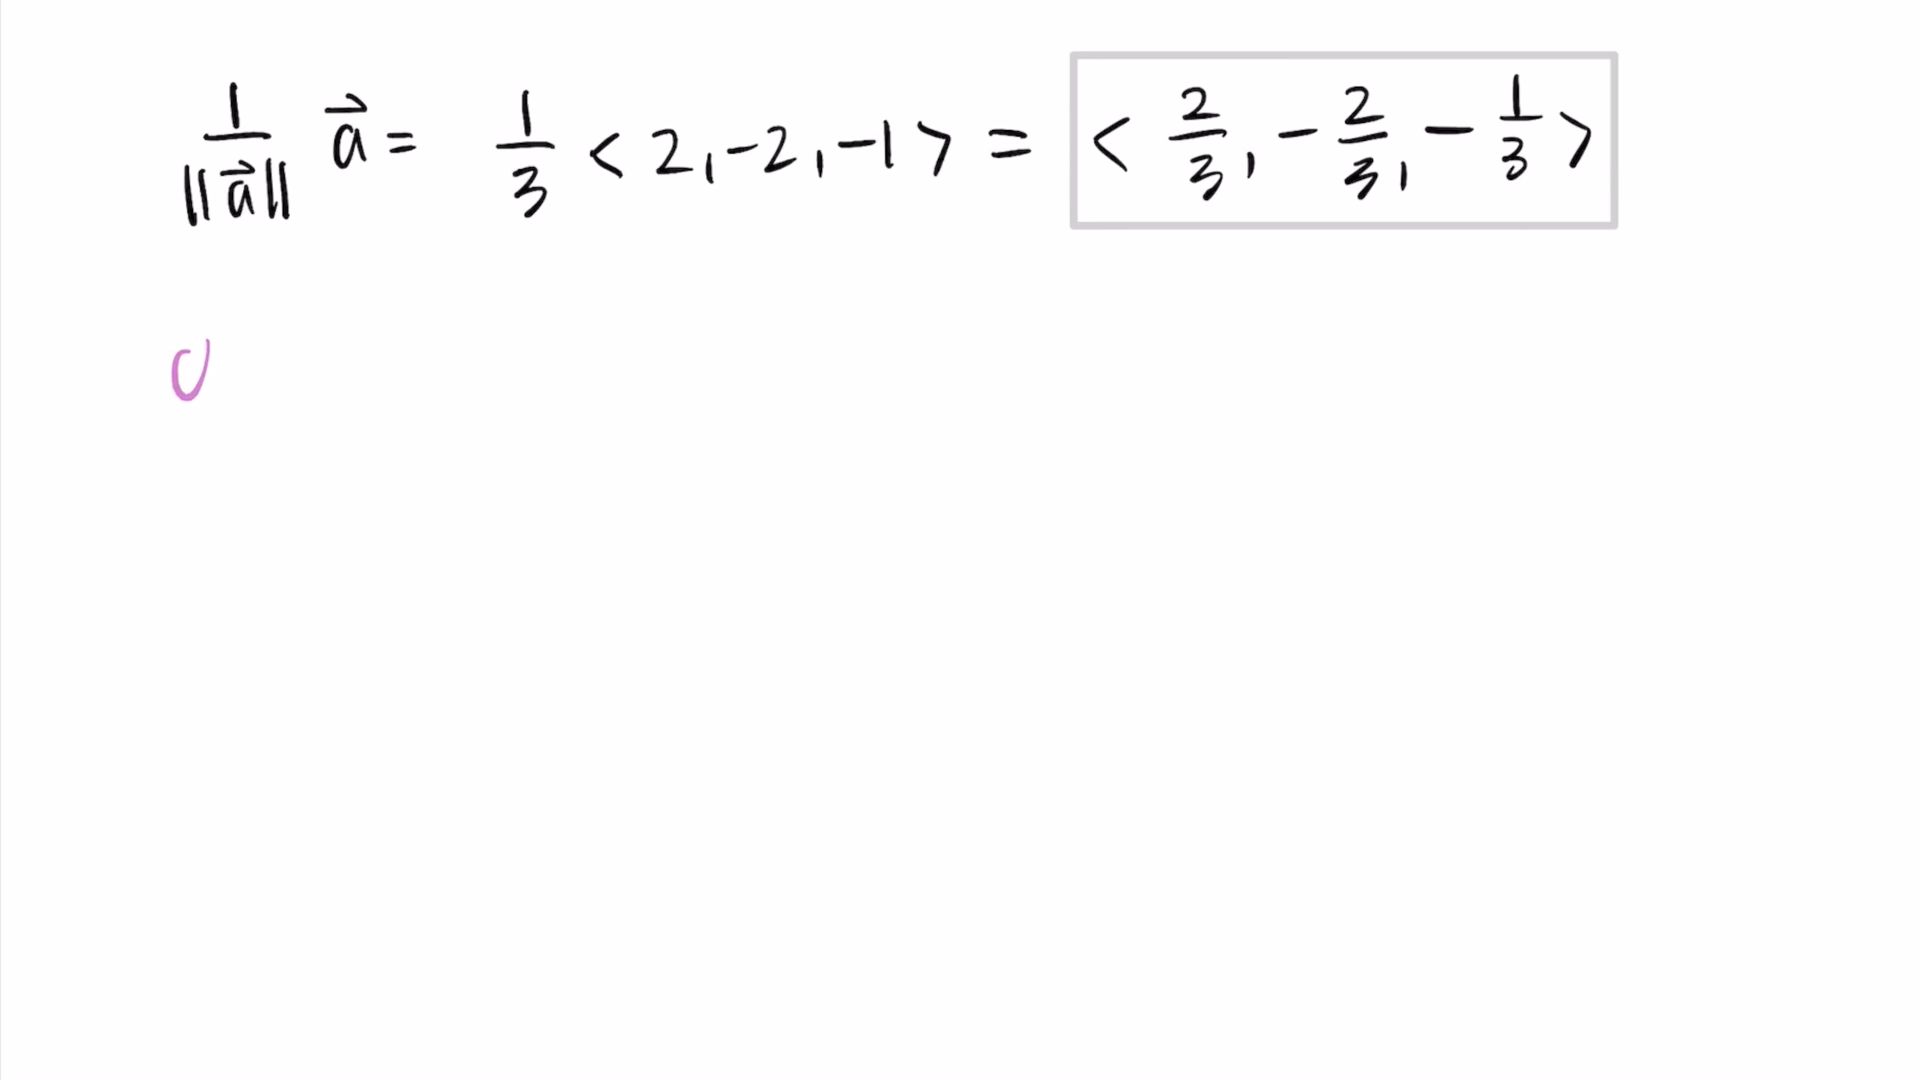 1/‖a⃗‖ a⃗ = 1/3 < 2, -2, -1 > = < 2/3, - 2/3, - 1/3 >